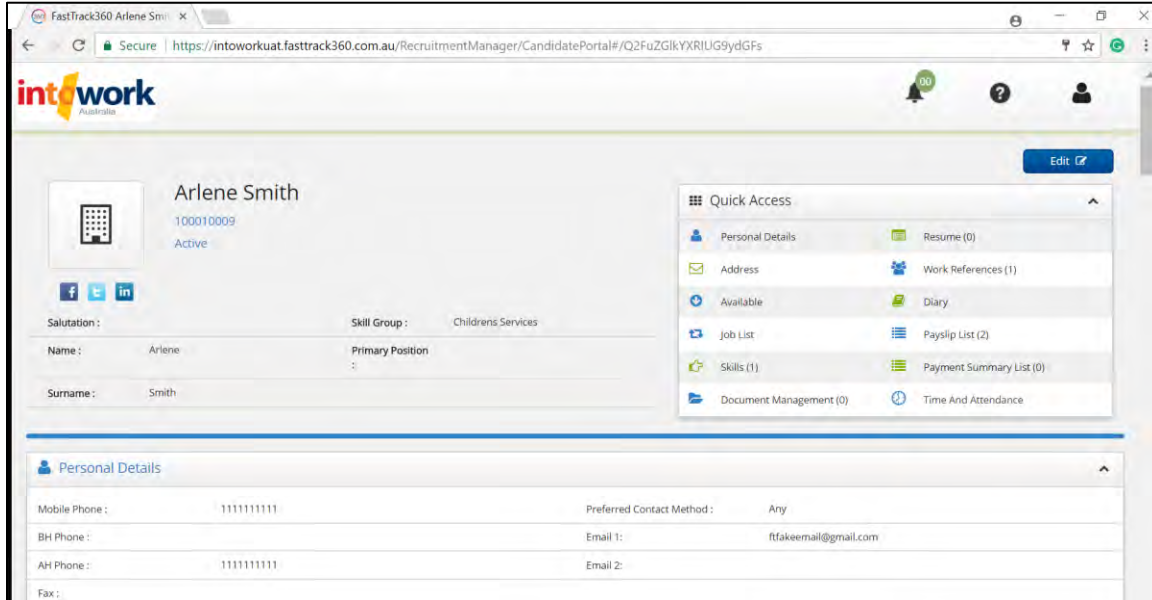 FastTrack360 Arlene Smi
Secure | https://intoworkuat.fasttrack360.com.au/RecruitmentManager/CandidatePortal#/Q2FuZGlkYXRlUG9ydGFs
intowork
Australia
00
Edit
Arlene Smith
100010009
Active
Quick Access
Personal Details Resume (0)
Address Work References (1)
Available Diary
Job List Payslip List (2)
Skills (1) Payment Summary List (0)
Document Management (0) Time And Attendance
Salutation : Skill Group : Childrens Services
Name : Arlene Primary Position
:
Surname : Smith
Personal Details
Mobile Phone : 1111111111 Preferred Contact Method : Any
BH Phone : Email 1: ftfakeemail@gmail.com
AH Phone : 1111111111 Email 2:
Fax :